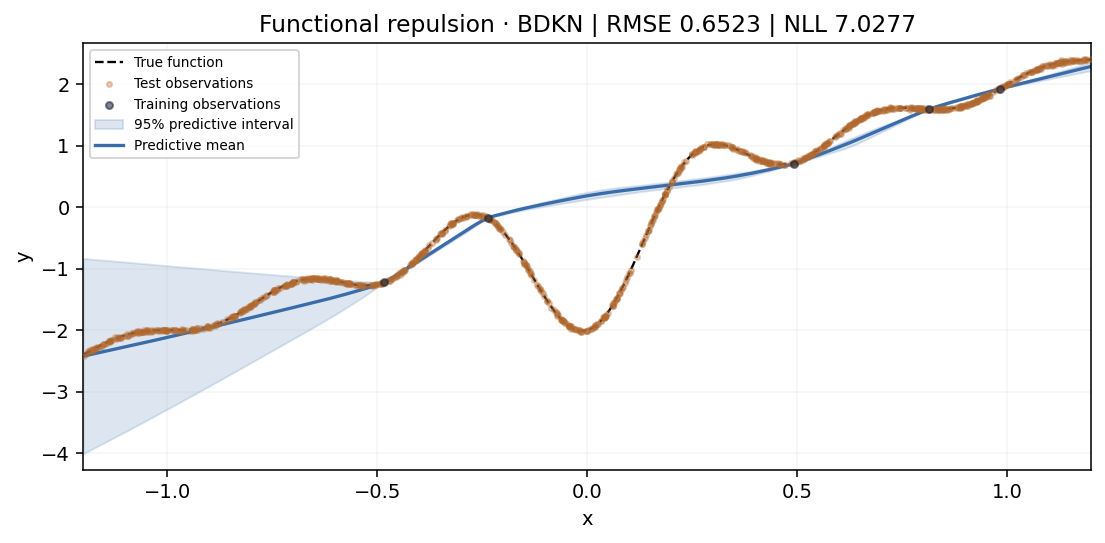 Functional repulsion · BDKN | RMSE 0.6523 | NLL 7.0277
True function
Test observations
Training observations
95% predictive interval
Predictive mean
2
1
0
−1
−2
−3
−4
y
−1.0
−0.5
0.0
0.5
1.0
x